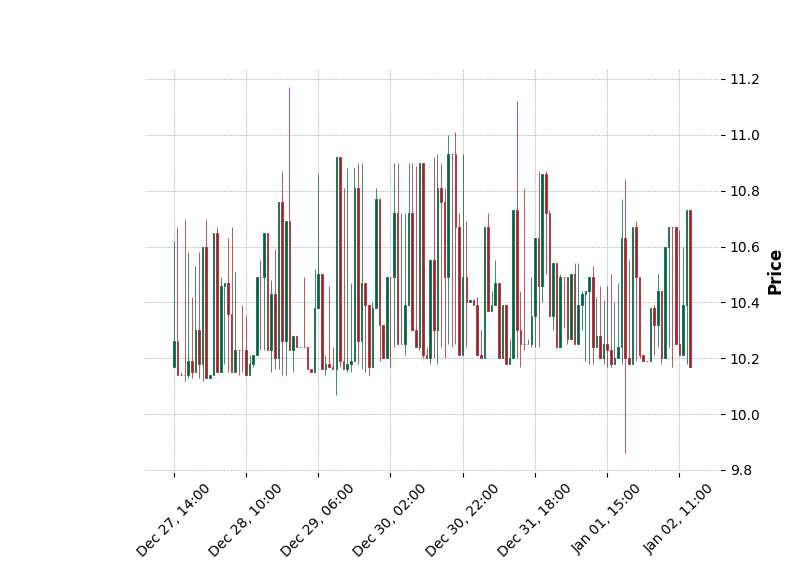 11.2
11.0
10.8
10.6
10.4
10.2
10.0
9.8
Price
Dec 27, 14:00
Dec 28, 10:00
Dec 29, 06:00
Dec 30, 02:00
Dec 30, 22:00
Dec 31, 18:00
Jan 01, 15:00
Jan 02, 11:00